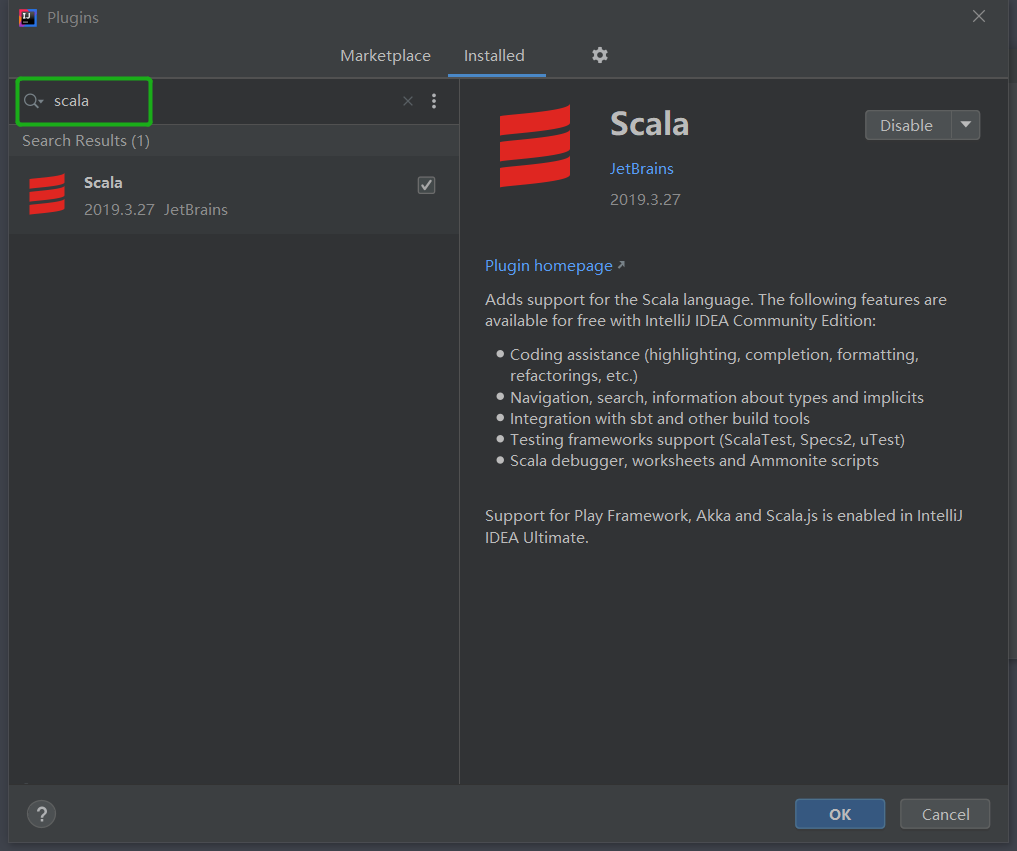 Plugins
Marketplace Installed
scala
Search Results (1)
Scala
2019.3.27 JetBrains
Scala
Disable
JetBrains
2019.3.27
Plugin homepage ↗
Adds support for the Scala language. The following features are
available for free with IntelliJ IDEA Community Edition:
• Coding assistance (highlighting, completion, formatting,
refactorings, etc.)
• Navigation, search, information about types and implicits
• Integration with sbt and other build tools
• Testing frameworks support (ScalaTest, Specs2, uTest)
• Scala debugger, worksheets and Ammonite scripts
Support for Play Framework, Akka and Scala.js is enabled in IntelliJ
IDEA Ultimate.
?
OK Cancel